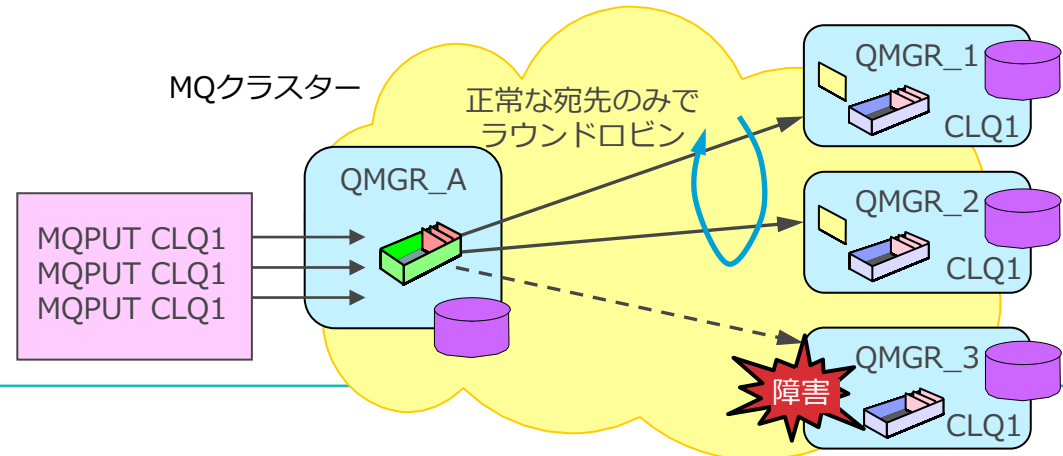 MQクラスター
正常な宛先のみで
ラウンドロビン
QMGR_A
MQPUT CLQ1
MQPUT CLQ1
MQPUT CLQ1
QMGR_1
CLQ1
QMGR_2
CLQ1
QMGR_3
障害
CLQ1